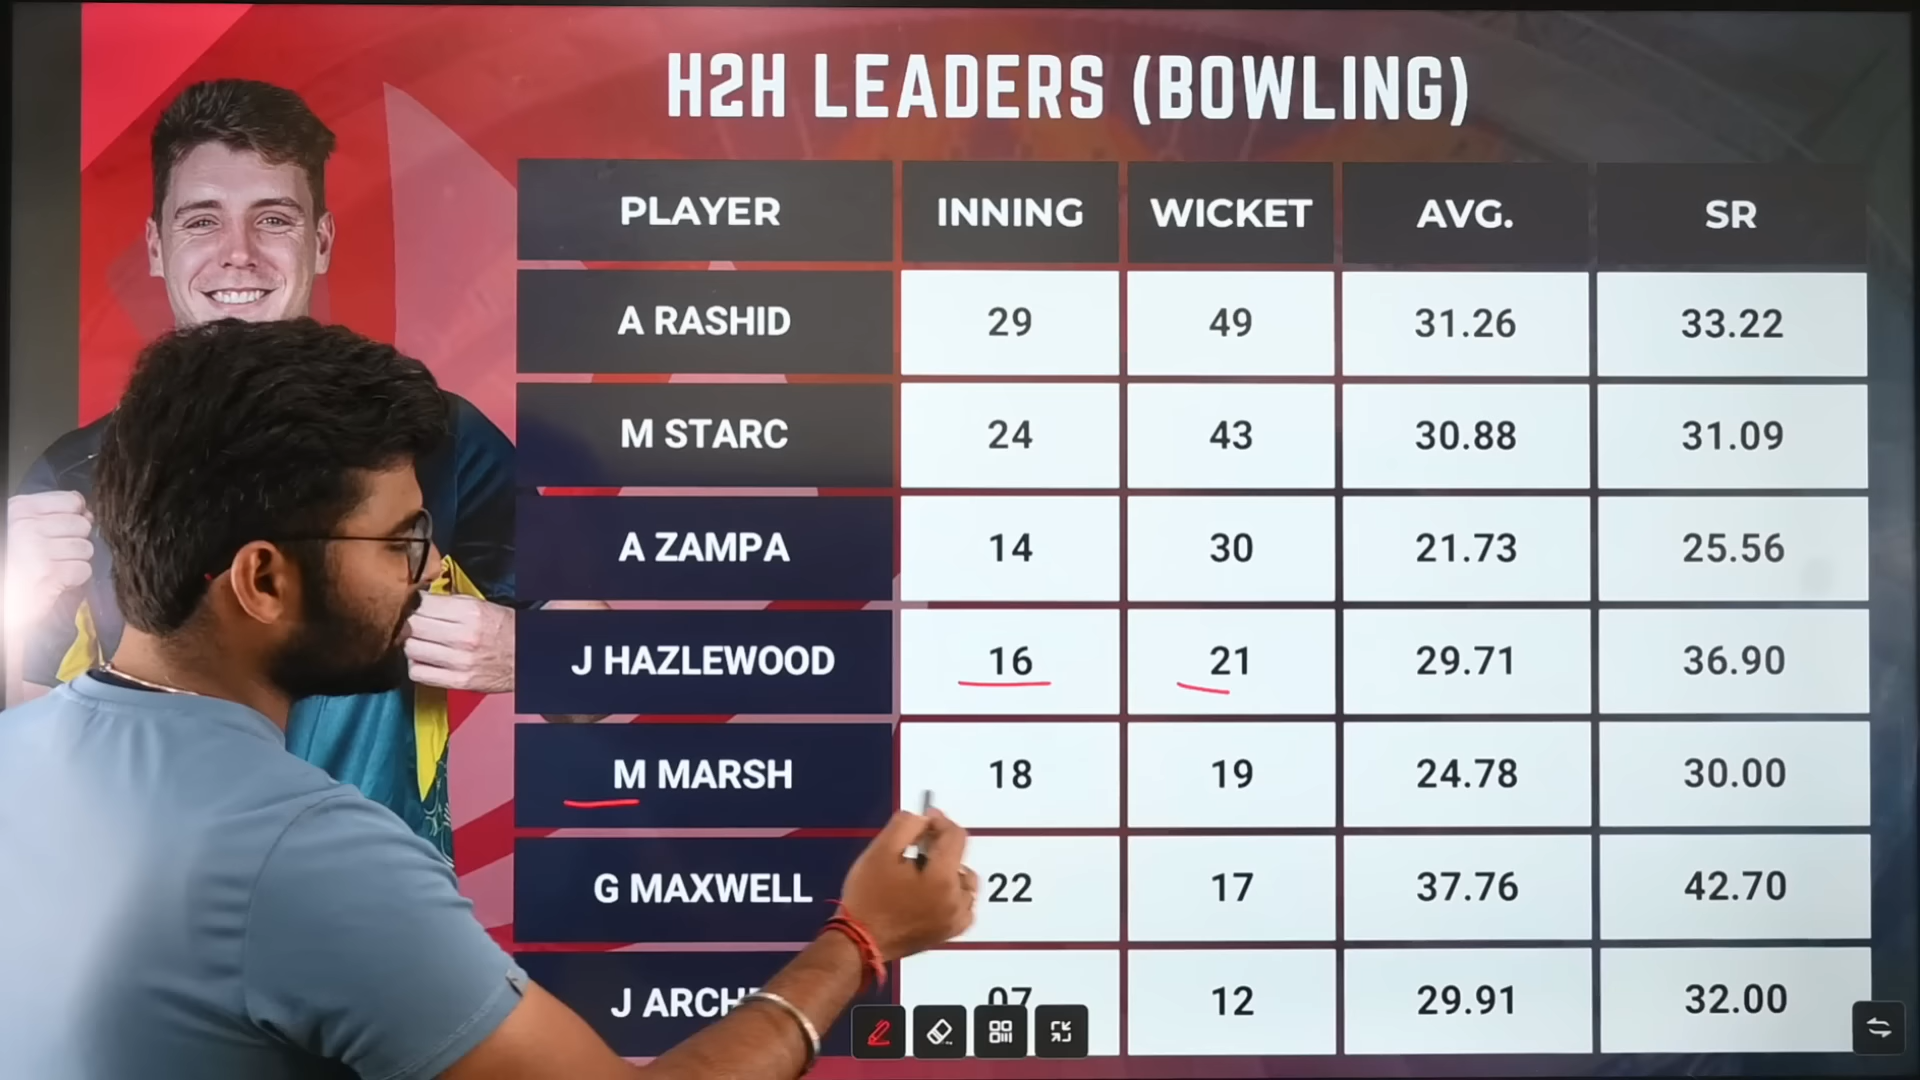 H2H LEADERS (BOWLING)
PLAYER INNING WICKET AVG. SR
A RASHID 29 49 31.26 33.22
M STARC 24 43 30.88 31.09
A ZAMPA 14 30 21.73 25.56
J HAZLEWOOD 16 21 29.71 36.90
M MARSH 18 19 24.78 30.00
G MAXWELL 22 17 37.76 42.70
J 07 12 29.91 32.00